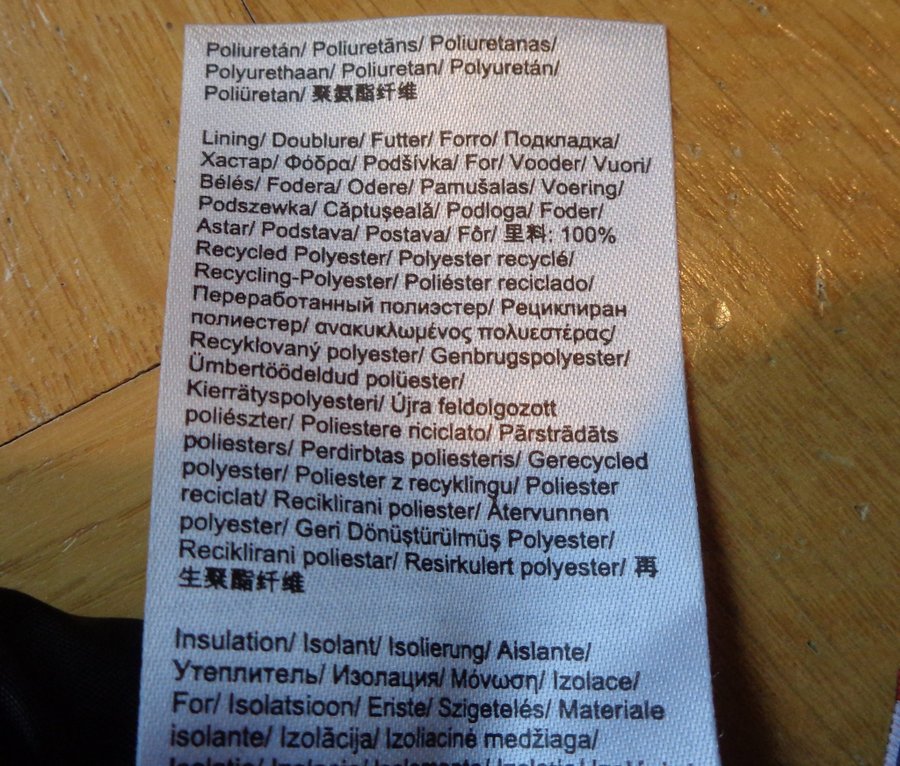 Poliuretán/ Poliuretāns/ Poliuretanas/
Polyurethaan/ Poliuretan/ Polyuretán/
Poliüretan/ 聚氨酯纤维
Lining/ Doublure/ Futter/ Forro/ Подкладка/
Хастар/ Φόδρα/ Podšívka/ For/ Vooder/ Vuori/
Bélés/ Fodera/ Odere/ Pamušalas/ Voering/
Podszewka/ Căptușeală/ Podloga/ Foder/
Astar/ Podstava/ Postava/ Fôr/ 里料: 100%
Recycled Polyester/ Polyester recyclé/
Recycling-Polyester/ Poliéster reciclado/
Переработанный полиэстер/ Рециклиран
полиестер/ ανακυκλωμένος πολυεστέρας/
Recyklovaný polyester/ Genbrugspolyester/
Ümbertöödeldud polüester/
Kierrätyspolyesteri/ Újra feldolgozott
poliészter/ Poliestere riciclato/ Pārstrādāts
poliesters/ Perdirbtas poliesteris/ Gerecycled
polyester/ Poliester z recyklingu/ Poliester
reciclat/ Reciklirani poliester/ Återvunnen
polyester/ Geri Dönüştürülmüş Polyester/
Reciklirani poliestar/ Resirkulert polyester/ 再
生聚酯纤维
Insulation/ Isolant/ Isolierung/ Aislante/
Утеплитель/ Изолация/ Μόνωση/ Izolace/
For/ Isolatsioon/ Eriste/ Szigetelés/ Materiale
isolante/ Izolācija/ Izoliacinė medžiaga/